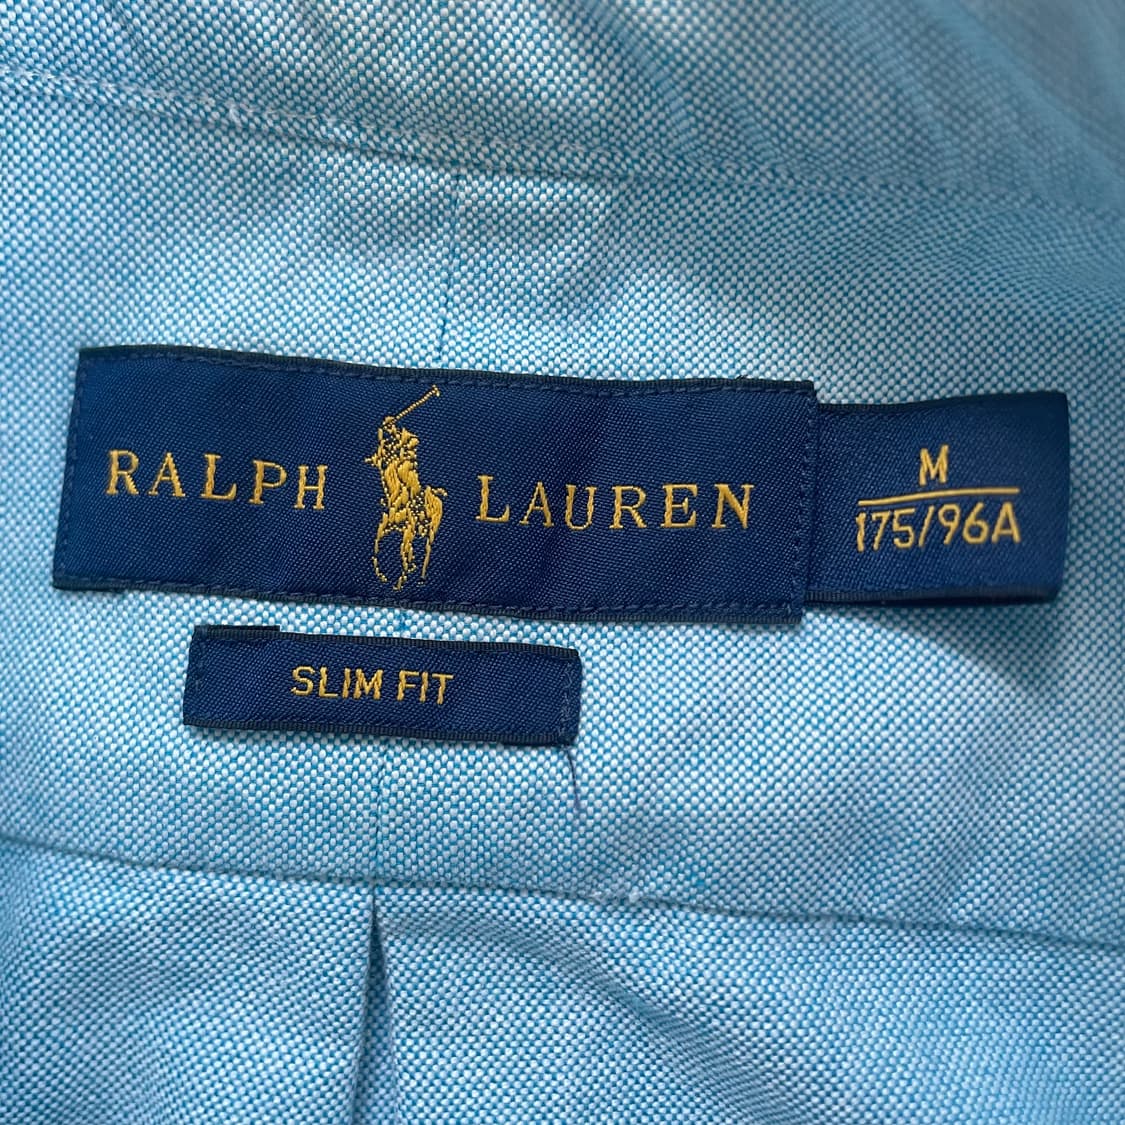 RALPH LAUREN
M
175/96A
SLIM FIT